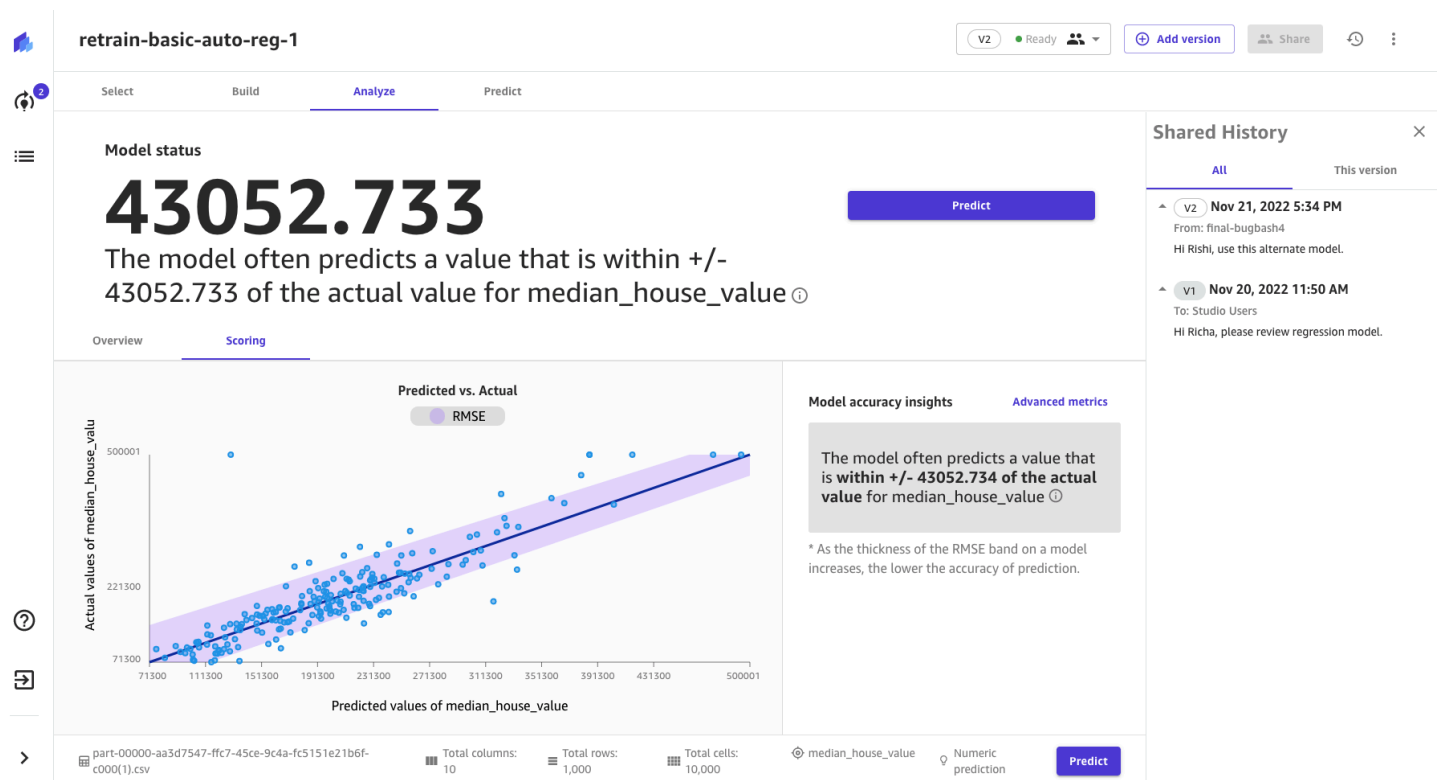 retrain-basic-auto-reg-1
V2 Ready
Add version
Share
2
Select Build Analyze Predict
Model status
43052.733
The model often predicts a value that is within +/-
43052.733 of the actual value for median_house_value
Predict
Overview Scoring
Predicted vs. Actual
RMSE
Actual values of median_house_valu
500001
221300
71300
71300 111300 151300 191300 231300 271300 311300 351300 391300 431300 500001
Predicted values of median_house_value
Model accuracy insights Advanced metrics
The model often predicts a value that
is within +/- 43052.734 of the actual
value for median_house_value
* As the thickness of the RMSE band on a model
increases, the lower the accuracy of prediction.
Shared History
All This version
V2 Nov 21, 2022 5:34 PM
From: final-bugbash4
Hi Rishi, use this alternate model.
V1 Nov 20, 2022 11:50 AM
To: Studio Users
Hi Richa, please review regression model.
part-00000-aa3d7547-ffc7-45ce-9c4a-fc5151e21b6f-
c000(1).csv
Total columns:
10
Total rows:
1,000
Total cells:
10,000
median_house_value
Numeric
prediction
Predict